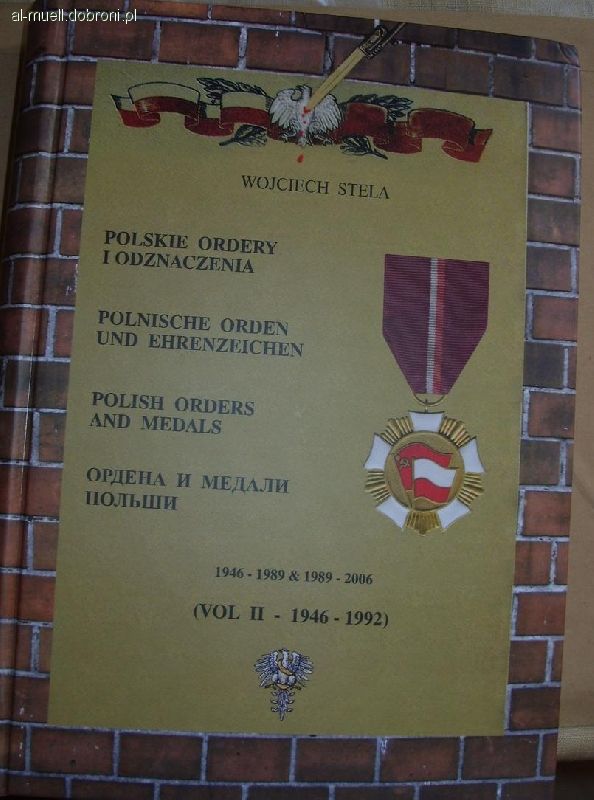 al-muell.dobroni.pl
WOJCIECH STELA
POLSKIE ORDERY
I ODZNACZENIA
POLNISCHE ORDEN
UND EHRENZEICHEN
POLISH ORDERS
AND MEDALS
ОРДЕНА И МЕДАЛИ
ПОЛЬШИ
1946 - 1989 & 1989 - 2006
(VOL II - 1946 - 1992)